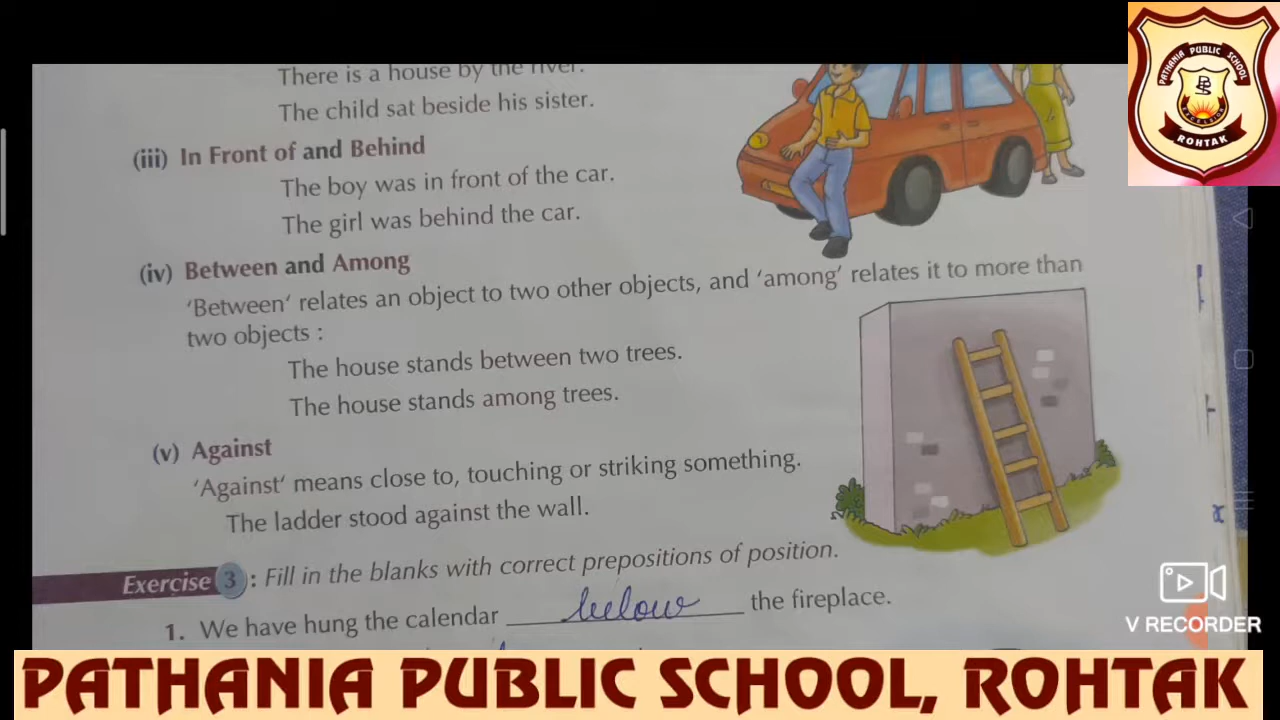 There is a house by the river.
The child sat beside his sister.
(iii) In Front of and Behind
The boy was in front of the car.
The girl was behind the car.
(iv) Between and Among
'Between' relates an object to two other objects, and 'among' relates it to more than
two objects :
The house stands between two trees.
The house stands among trees.
(v) Against
'Against' means close to, touching or striking something.
The ladder stood against the wall.
Exercise 3 : Fill in the blanks with correct prepositions of position.
1. We have hung the calendar below the fireplace.
PATHANIA PUBLIC SCHOOL
EXCELSIOR
ROHTAK
V RECORDER
PATHANIA PUBLIC SCHOOL, ROHTAK